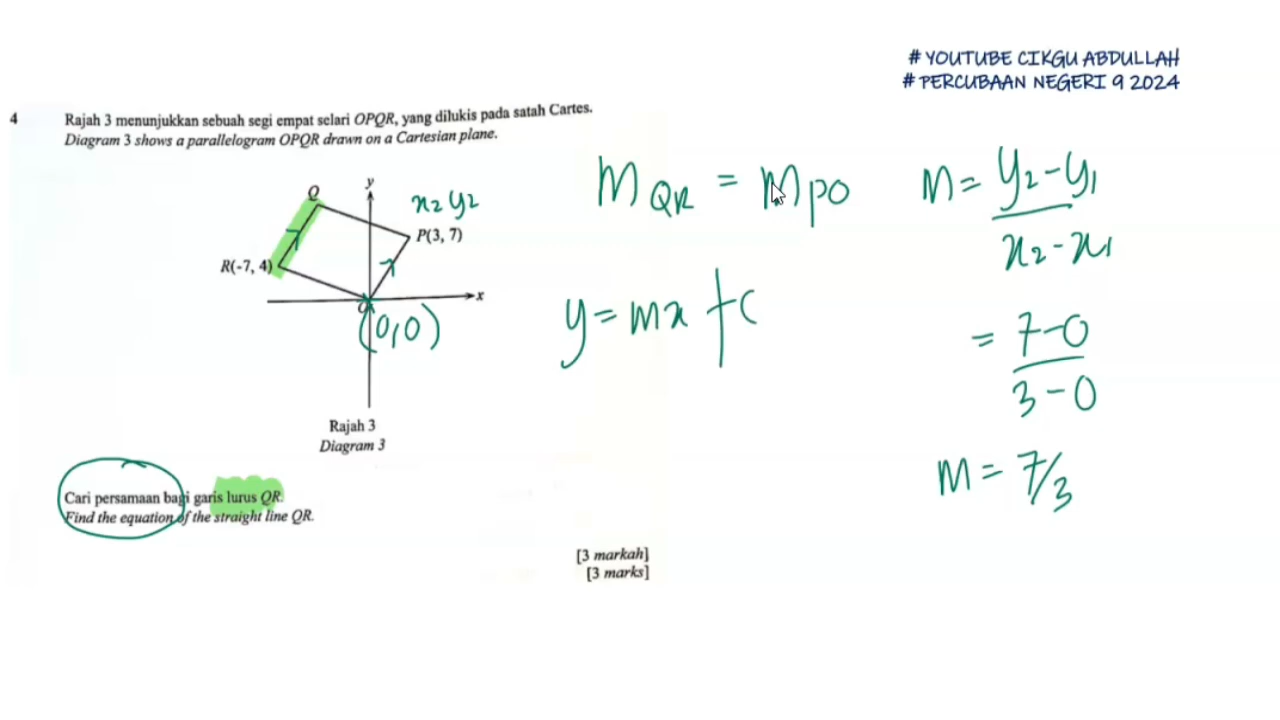 # YOUTUBE CIKGU ABDULLAH
# PERCUBAAN NEGERI 9 2024
4 Rajah 3 menunjukkan sebuah segi empat selari OPQR, yang dilukis pada satah Cartes.
Diagram 3 shows a parallelogram OPQR drawn on a Cartesian plane.
Q
y
x2 y2
P(3, 7)
R(-7, 4)
x
O
(0,0)
Rajah 3
Diagram 3
Cari persamaan bagi garis lurus QR.
Find the equation of the straight line QR.
[3 markah]
[3 marks]
m QR = m PO
y = mx + c
m = y2 - y1
x2 - x1
= 7-0
3-0
m = 7/3